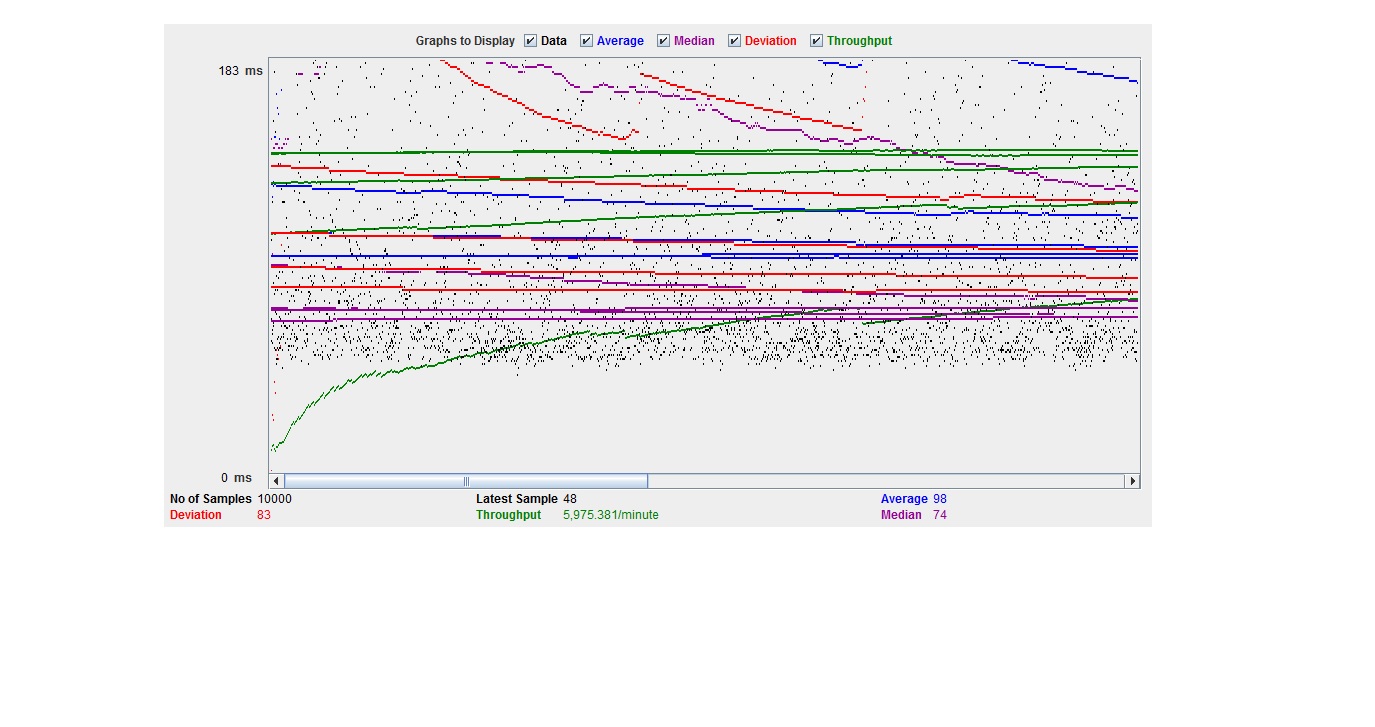 Graphs to Display Data Average Median Deviation Throughput
183 ms
0 ms
No of Samples 10000 Latest Sample 48 Average 98
Deviation 83 Throughput 5,975.381/minute Median 74